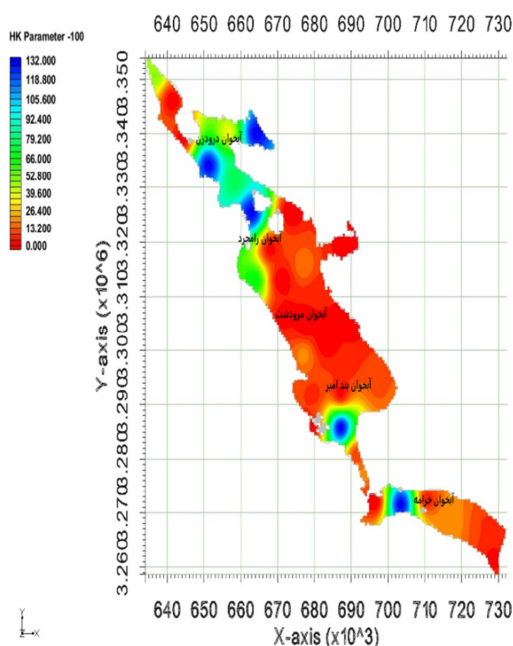 640 650 660 670 680 690 700 710 720 730
HK Parameter -100
132.000
118.800
105.600
92.400
79.200
66.000
52.800
39.600
26.400
13.200
0.000
Y-axis (x10^6)
3.350
3.340
3.330
3.320
3.310
3.300
3.290
3.280
3.270
3.260
آبخوان درودزن
آبخوان رامجرد
آبخوان مرودشت
آبخوان بند امیر
آبخوان خرامه
640 650 660 670 680 690 700 710 720 730
X-axis (x10^3)
Y
Z
X